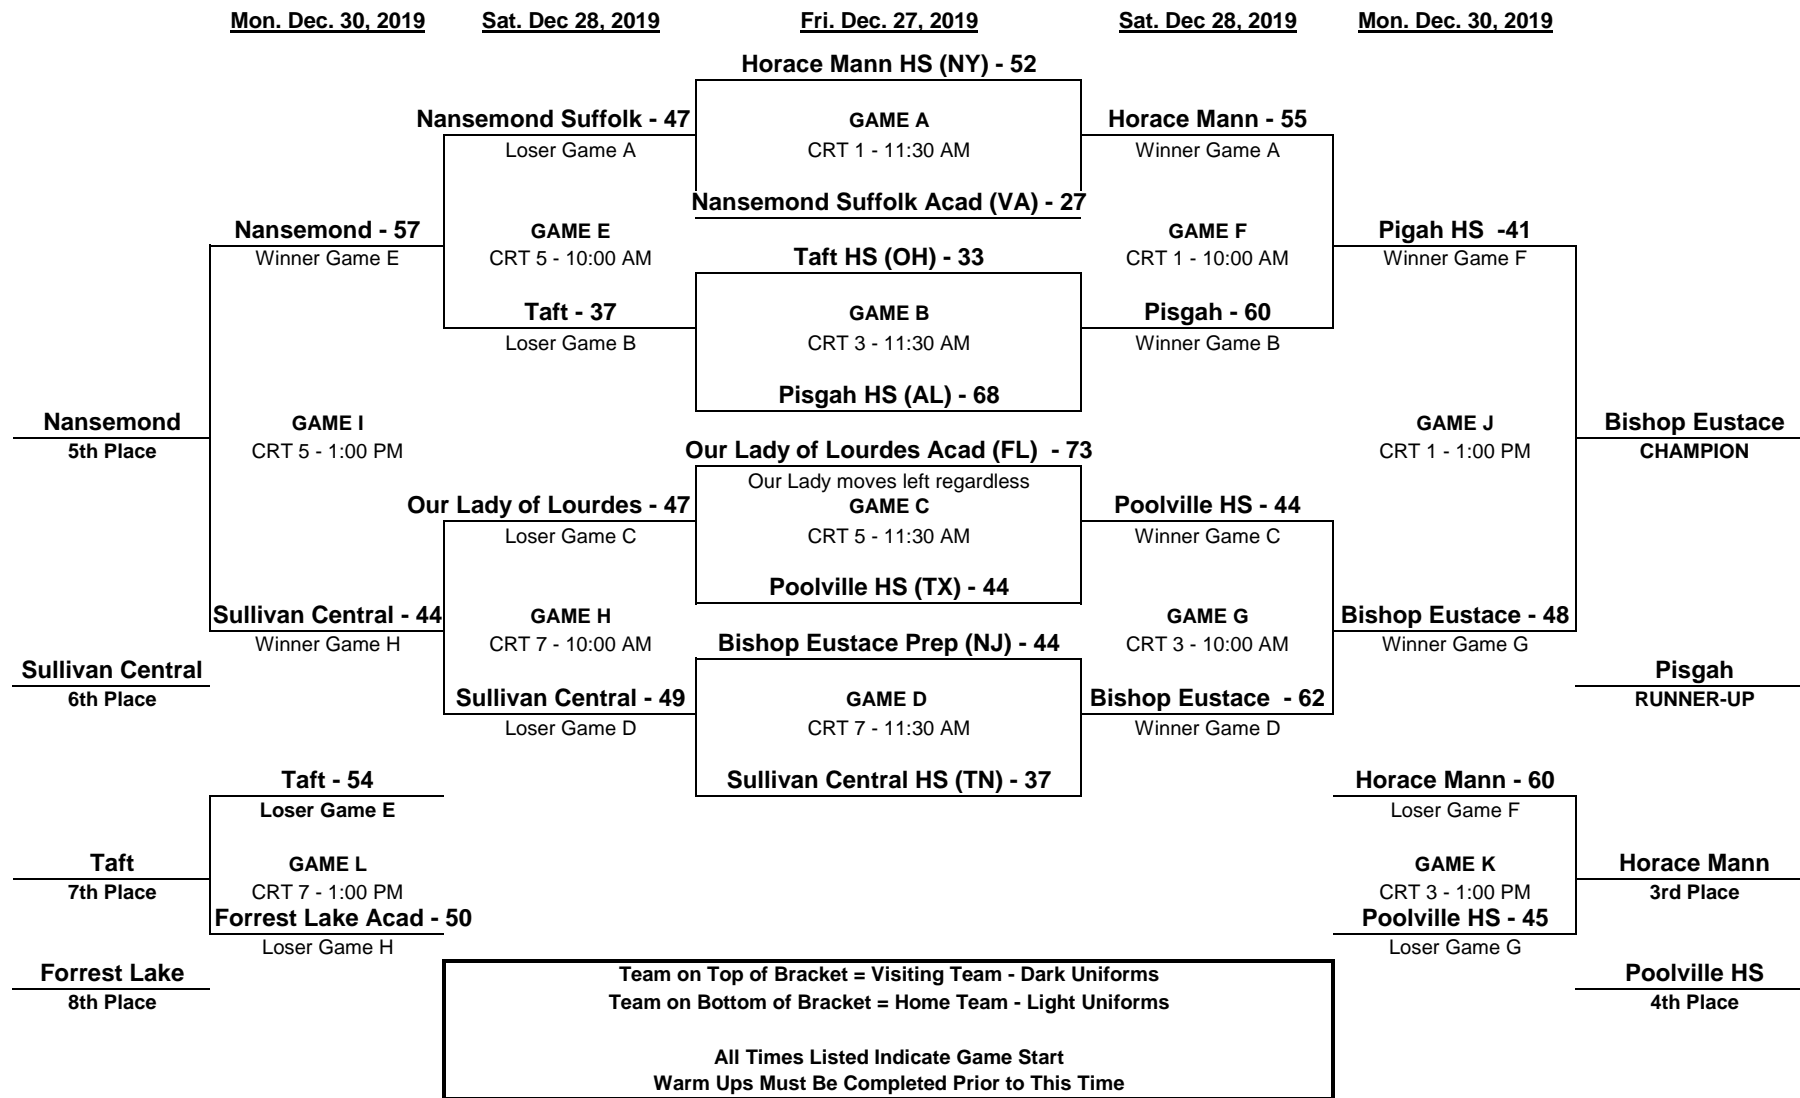 Mon. Dec. 30, 2019
Sat. Dec 28, 2019
Fri. Dec. 27, 2019
Sat. Dec 28, 2019
Mon. Dec. 30, 2019
Horace Mann HS (NY) - 52
Nansemond Suffolk - 47
GAME A
Horace Mann - 55
Loser Game A
CRT 1 - 11:30 AM
Winner Game A
Nansemond Suffolk Acad (VA) - 27
Nansemond - 57
GAME E
GAME F
Pigah HS  -41
Winner Game E
CRT 5 - 10:00 AM
Taft HS (OH) - 33
CRT 1 - 10:00 AM
Winner Game F
Taft - 37
GAME B
Pisgah - 60
Loser Game B
CRT 3 - 11:30 AM
Winner Game B
Pisgah HS (AL) - 68
Nansemond
GAME I
GAME J
Bishop Eustace
5th Place
CRT 5 - 1:00 PM
Our Lady of Lourdes Acad (FL)  - 73
CRT 1 - 1:00 PM
CHAMPION
Our Lady moves left regardless
Our Lady of Lourdes - 47
GAME C
Poolville HS - 44
Loser Game C
CRT 5 - 11:30 AM
Winner Game C
Poolville HS (TX) - 44
Sullivan Central - 44
GAME H
GAME G
Bishop Eustace - 48
Winner Game H
CRT 7 - 10:00 AM
Bishop Eustace Prep (NJ) - 44
CRT 3 - 10:00 AM
Winner Game G
Sullivan Central
Pisgah
6th Place
Sullivan Central - 49
GAME D
Bishop Eustace  - 62
RUNNER-UP
Loser Game D
CRT 7 - 11:30 AM
Winner Game D
Taft - 54
Sullivan Central HS (TN) - 37
Horace Mann - 60
Loser Game E
Loser Game F
Taft
GAME L
GAME K
Horace Mann
7th Place
CRT 7 - 1:00 PM
CRT 3 - 1:00 PM
3rd Place
Forrest Lake Acad - 50
Poolville HS - 45
Loser Game H
Loser Game G
Forrest Lake
Team on Top of Bracket = Visiting Team - Dark Uniforms
Poolville HS
8th Place
Team on Bottom of Bracket = Home Team - Light Uniforms
4th Place
All Times Listed Indicate Game Start
Warm Ups Must Be Completed Prior to This Time